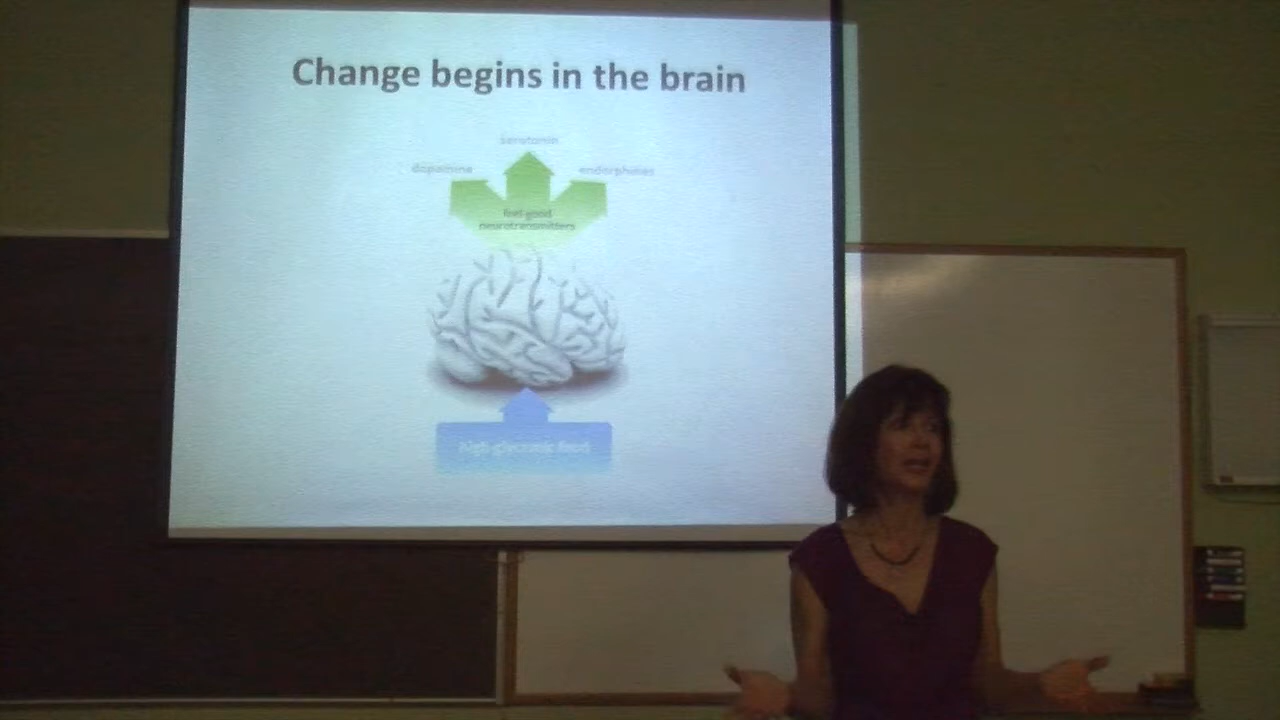 Change begins in the brain
serotonin
dopamine
endorphines
feel good
neurotransmitters
high glycemic food